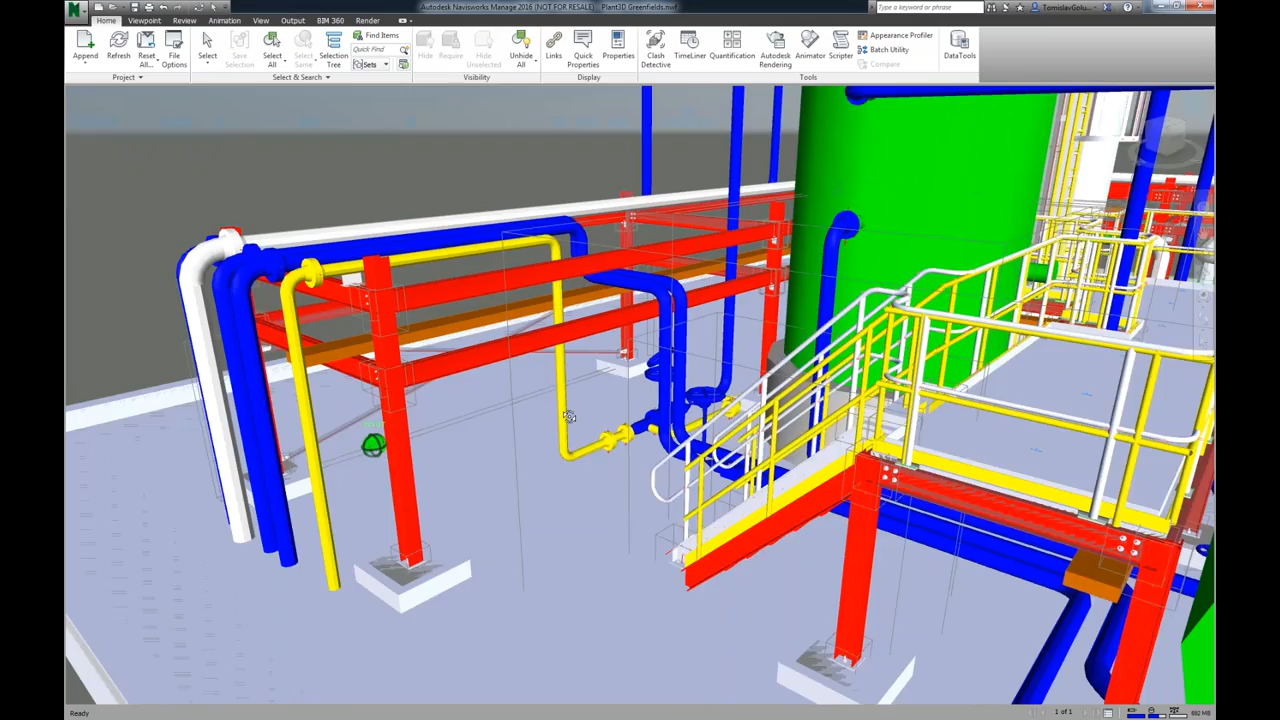 Autodesk Navisworks Manage 2016 (NOT FOR RESALE) Plant3D Greenfields.nwf
Type a keyword or phrase
TomislavGolu...
Home Viewpoint Review Animation View Output BIM 360 Render
Append
Refresh
Reset All...
File Options
Project
Select
Save Selection
Select All
Select Same
Selection Tree
Find Items
Quick Find
Sets
Select & Search
Hide
Require
Hide Unselected
Unhide All
Visibility
Links
Quick Properties
Properties
Display
Clash Detective
TimeLiner
Quantification
Autodesk Rendering
Animator
Scripter
Appearance Profiler
Batch Utility
Compare
Tools
DataTools
Ready
1 of 1
692 MB